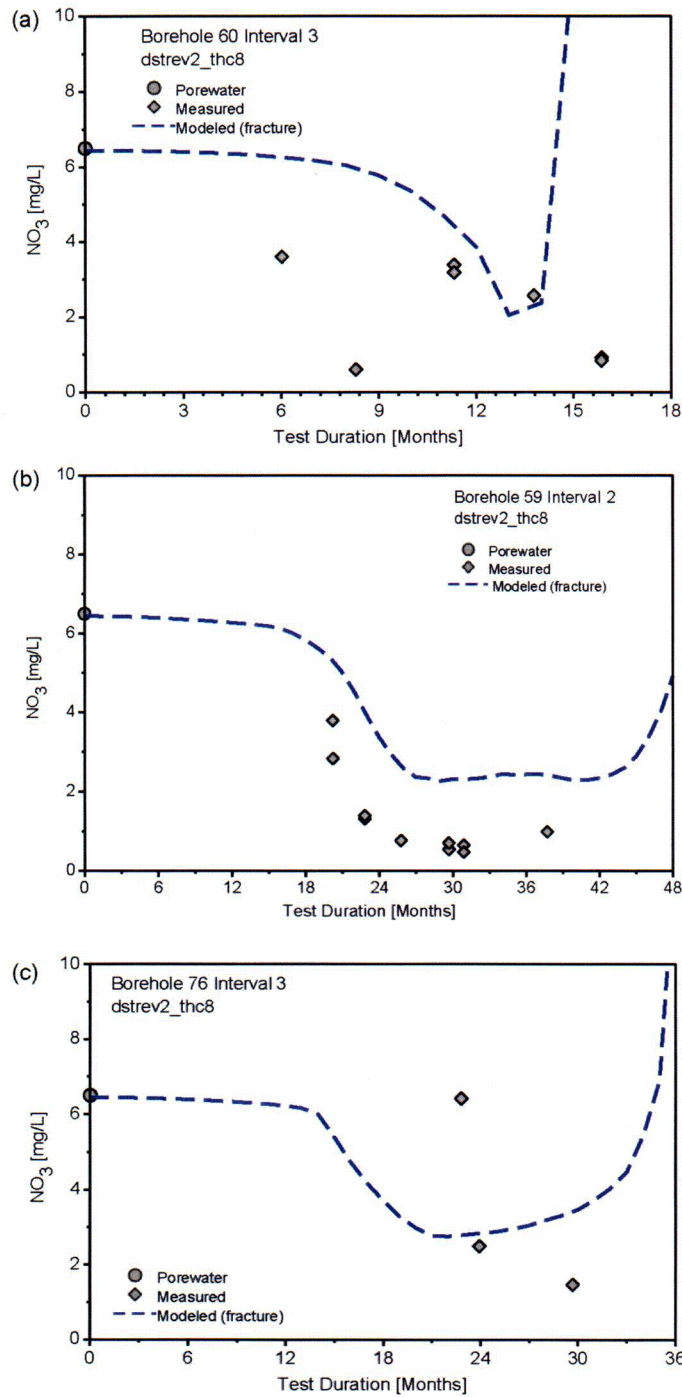 (a)
Borehole 60 Interval 3
dstrev2_thc8
Porewater
Measured
Modeled (fracture)
NO3 [mg/L]
10
8
6
4
2
0
0 3 6 9 12 15 18
Test Duration [Months]
(b)
Borehole 59 Interval 2
dstrev2_thc8
Porewater
Measured
Modeled (fracture)
NO3 [mg/L]
10
8
6
4
2
0
0 6 12 18 24 30 36 42 48
Test Duration [Months]
(c)
Borehole 76 Interval 3
dstrev2_thc8
Porewater
Measured
Modeled (fracture)
NO3 [mg/L]
10
8
6
4
2
0
0 6 12 18 24 30 36
Test Duration [Months]